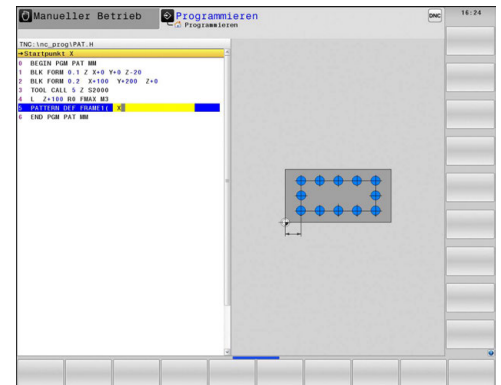 Manueller Betrieb
Programmieren
Programmieren
DNC
16:24
TNC:\nc_prog\PAT.H
→Startpunkt X
0 BEGIN PGM PAT MM
1 BLK FORM 0.1 Z X+0 Y+0 Z-20
2 BLK FORM 0.2 X+100 Y+200 Z+0
3 TOOL CALL 5 Z S2000
4 L Z+100 R0 FMAX M3
5 PATTERN DEF FRAME1( X
6 END PGM PAT MM